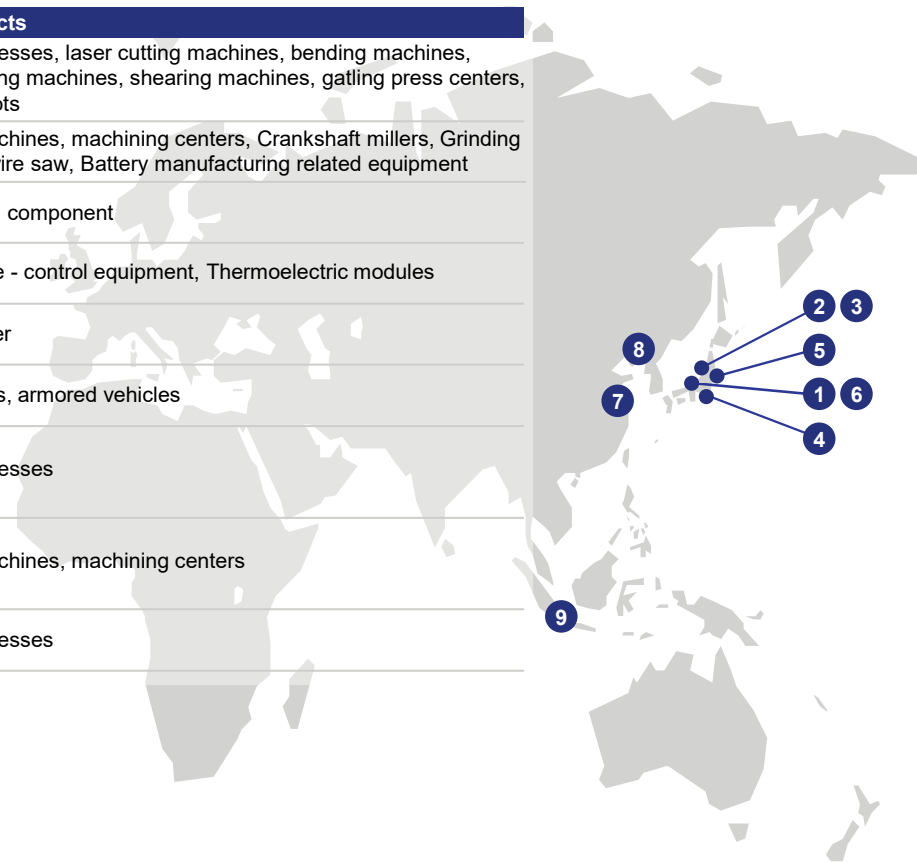 cts
esses, laser cutting machines, bending machines,
ng machines, shearing machines, gatling press centers,
ots
chines, machining centers, Crankshaft millers, Grinding
wire saw, Battery manufacturing related equipment
component
e - control equipment, Thermoelectric modules
er
s, armored vehicles
esses
chines, machining centers
esses
2 3
8
5
1 6
7
4
9